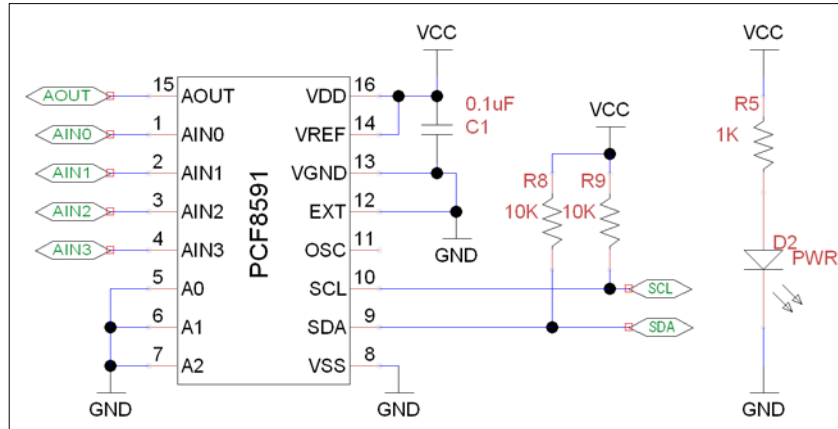 VCC
15
AOUT
AOUT
VDD
16
1
AIN0
AIN0
VREF
14
0.1uF
C1
2
AIN1
AIN1
VGND
13
3
AIN2
AIN2
EXT
12
4
AIN3
AIN3
OSC
11
GND
5
A0
SCL
10
6
A1
SDA
9
7
A2
VSS
8
GND
GND
PCF8591
VCC
R8
R9
10K
10K
SCL
SDA
VCC
R5
1K
D2
PWR
GND